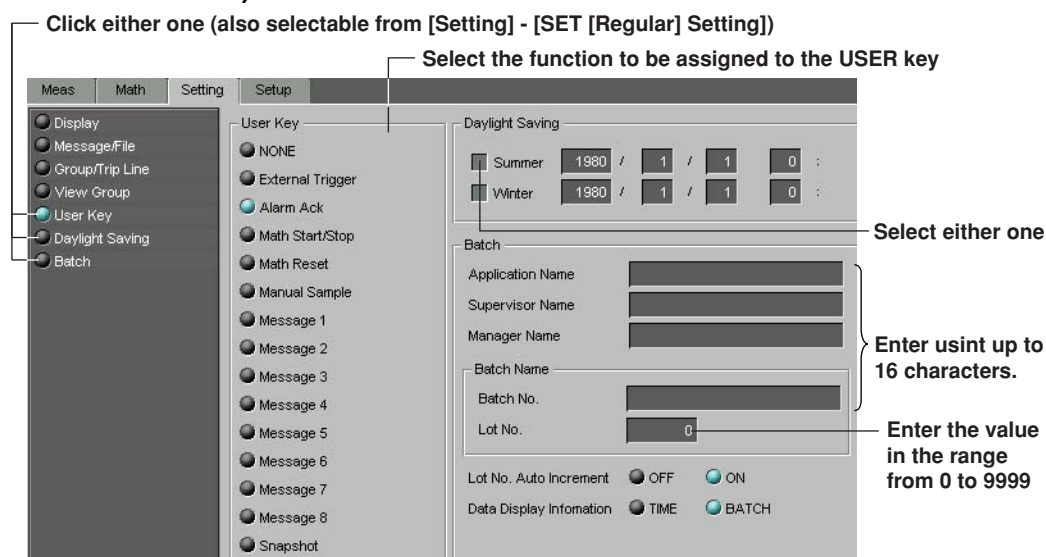 Click either one (also selectable from [Setting] - [SET [Regular] Setting])
Select the function to be assigned to the USER key
Meas Math Setting Setup
Display
Message/File
Group/Trip Line
View Group
User Key
Daylight Saving
Batch
User Key
NONE
External Trigger
Alarm Ack
Math Start/Stop
Math Reset
Manual Sample
Message 1
Message 2
Message 3
Message 4
Message 5
Message 6
Message 7
Message 8
Snapshot
Daylight Saving
Summer 1980 / 1 / 1 0 :
Winter 1980 / 1 / 1 0 :
Select either one
Batch
Application Name
Supervisor Name
Manager Name
Enter usint up to
16 characters.
Batch Name
Batch No.
Lot No. 0
Enter the value
in the range
from 0 to 9999
Lot No. Auto Increment OFF ON
Data Display Infomation TIME BATCH